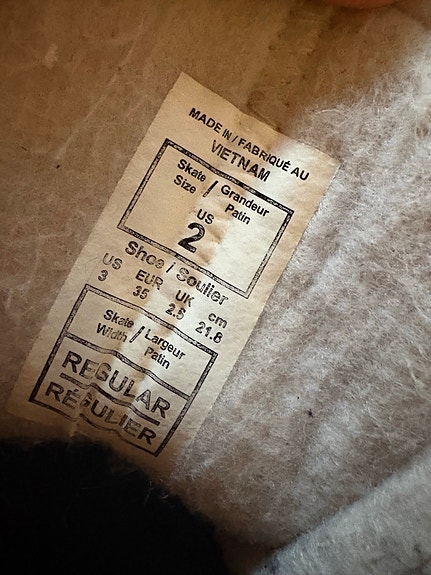 MADE IN / FABRIQUÉ AU
VIETNAM
Skate / Grandeur
Size / Patin
US
2
Shoe / Soulier
US EUR UK cm
3 35 2.5 21.8
Skate / Largeur
Width / Patin
REGULAR
RÉGULIER